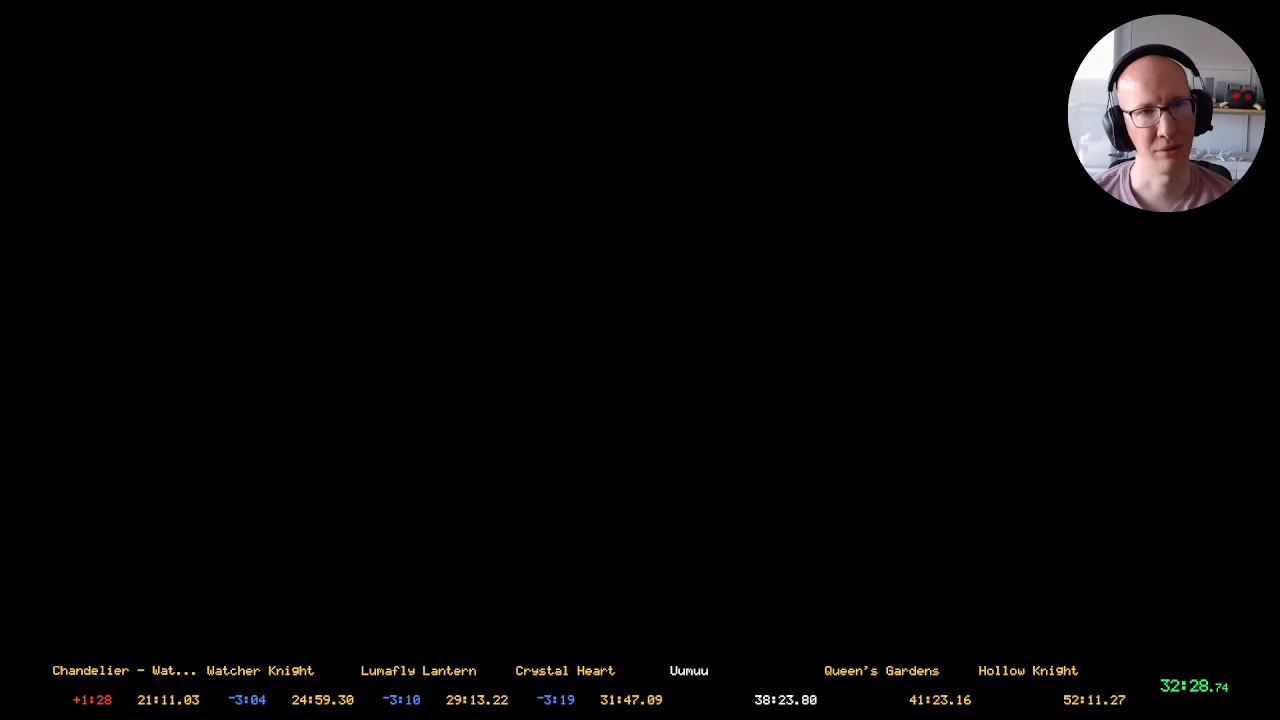 Chandelier - Wat... Watcher Knight Lumafly Lantern Crystal Heart Uumuu Queen's Gardens Hollow Knight
+1:28 21:11.03 -3:04 24:59.30 -3:10 29:13.22 -3:19 31:47.09 38:23.80 41:23.16 52:11.27
32:28.74